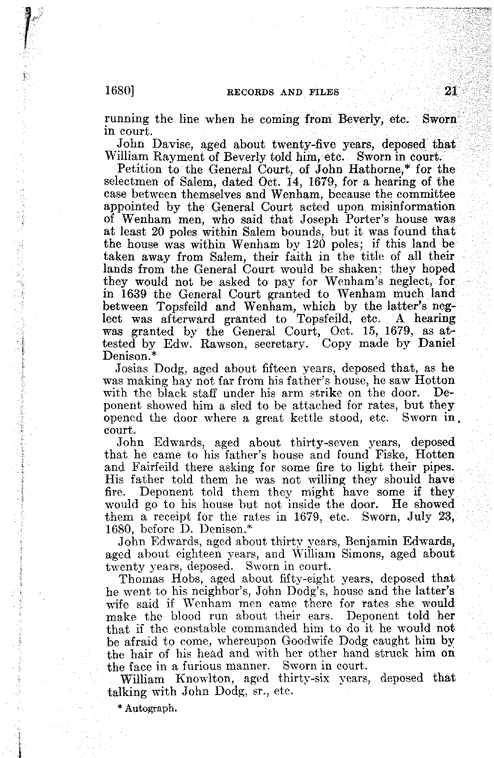 1680] RECORDS AND FILES 21
running the line when he coming from Beverly, etc. Sworn
in court.
John Davise, aged about twenty-five years, deposed that
William Rayment of Beverly told him, etc. Sworn in court.
Petition to the General Court, of John Hathorne,* for the
selectmen of Salem, dated Oct. 14, 1679, for a hearing of the
case between themselves and Wenham, because the committee
appointed by the General Court acted upon misinformation
of Wenham men, who said that Joseph Porter's house was
at least 20 poles within Salem bounds, but it was found that
the house was within Wenham by 120 poles; if this land be
taken away from Salem, their faith in the title of all their
lands from the General Court would be shaken; they hoped
they would not be asked to pay for Wenham's neglect, for
in 1639 the General Court granted to Wenham much land
between Topsfeild and Wenham, which by the latter's neg-
lect was afterward granted to Topsfeild, etc. A hearing
was granted by the General Court, Oct. 15, 1679, as at-
tested by Edw. Rawson, secretary. Copy made by Daniel
Denison.*
Josias Dodg, aged about fifteen years, deposed that, as he
was making hay not far from his father's house, he saw Hotton
with the black staff under his arm strike on the door. De-
ponent showed him a sled to be attached for rates, but they
opened the door where a great kettle stood, etc. Sworn in
court.
John Edwards, aged about thirty-seven years, deposed
that he came to his father's house and found Fiske, Hotten
and Fairfeild there asking for some fire to light their pipes.
His father told them he was not willing they should have
fire. Deponent told them they might have some if they
would go to his house but not inside the door. He showed
them a receipt for the rates in 1679, etc. Sworn, July 23,
1680, before D. Denison.*
John Edwards, aged about thirty years, Benjamin Edwards,
aged about eighteen years, and William Simons, aged about
twenty years, deposed. Sworn in court.
Thomas Hobs, aged about fifty-eight years, deposed that
he went to his neighbor's, John Dodg's, house and the latter's
wife said if Wenham men came there for rates she would
make the blood run about their ears. Deponent told her
that if the constable commanded him to do it he would not
be afraid to come, whereupon Goodwife Dodg caught him by
the hair of his head and with her other hand struck him on
the face in a furious manner. Sworn in court.
William Knowlton, aged thirty-six years, deposed that
talking with John Dodg, sr., etc.
* Autograph.